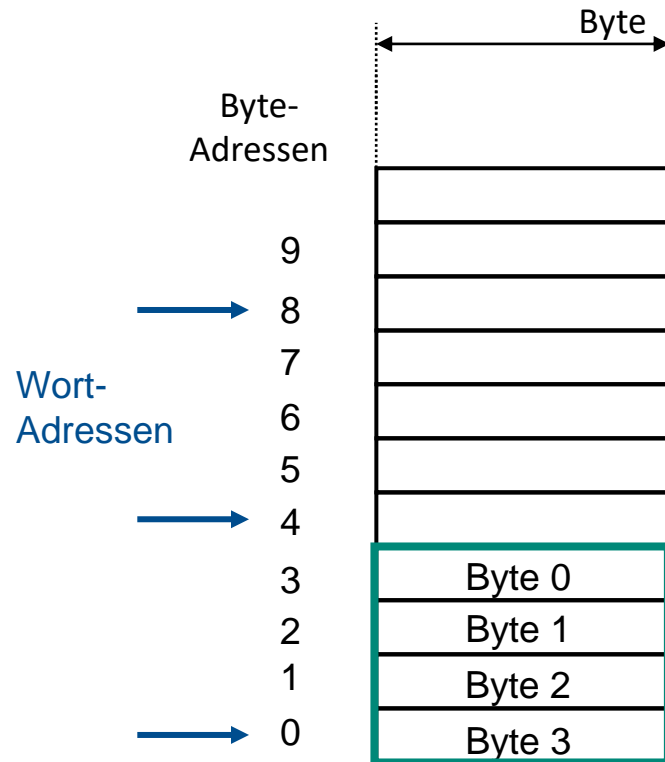 Byte
Byte-
Adressen
9
8
7
Wort-
Adressen
6
5
4
3 Byte 0
2 Byte 1
1 Byte 2
0 Byte 3